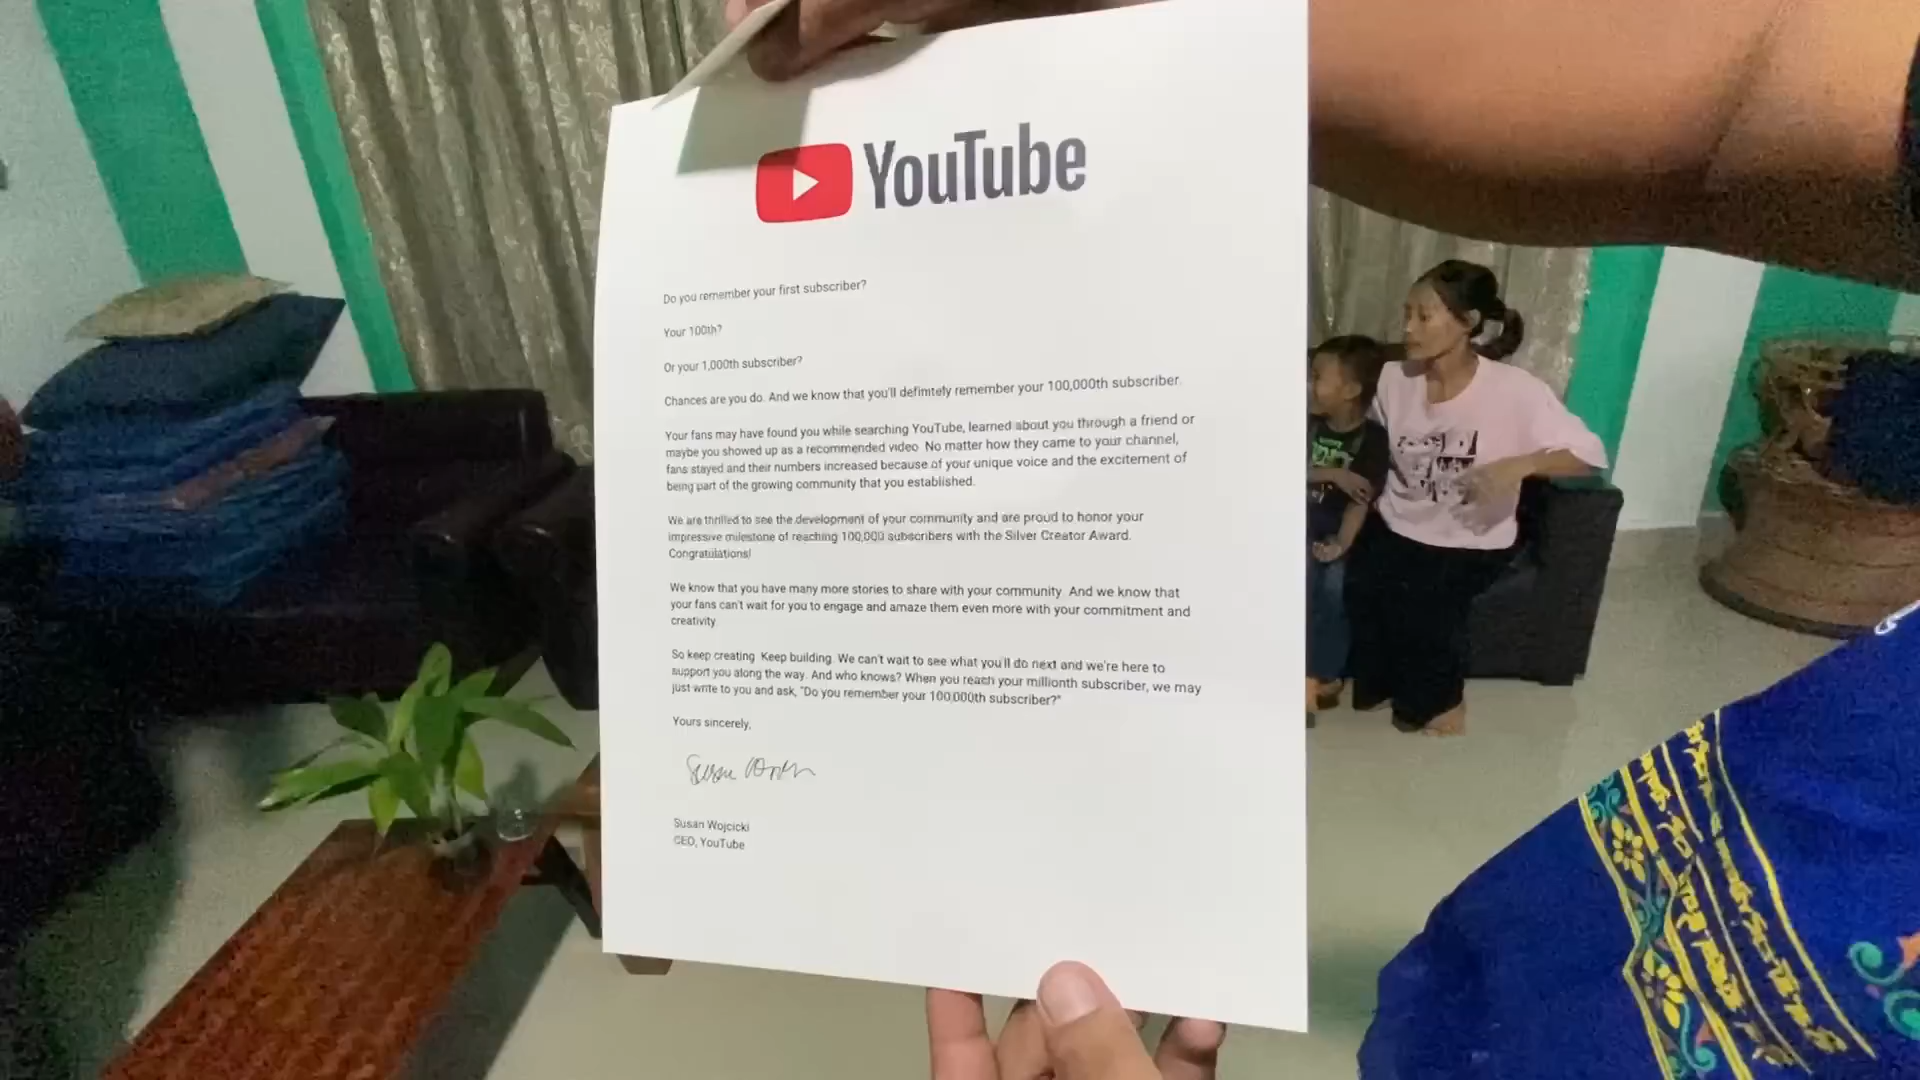 YouTube
Do you remember your first subscriber?
Your 100th?
Or your 1,000th subscriber?
Chances are you do. And we know that you'll definitely remember your 100,000th subscriber.
Your fans may have found you while searching YouTube, learned about you through a friend or
maybe you showed up as a recommended video. No matter how they came to your channel,
fans stayed and their numbers increased because of your unique voice and the excitement of
being part of the growing community that you established.
We are thrilled to see the development of your community and are proud to honor your
impressive milestone of reaching 100,000 subscribers with the Silver Creator Award.
Congratulations!
We know that you have many more stories to share with your community. And we know that
your fans can't wait for you to engage and amaze them even more with your commitment and
creativity.
So keep creating. Keep building. We can't wait to see what you'll do next and we're here to
support you along the way. And who knows? When you reach your millionth subscriber, we may
just write to you and ask, "Do you remember your 100,000th subscriber?"
Yours sincerely,
Susan Wojcicki
CEO, YouTube